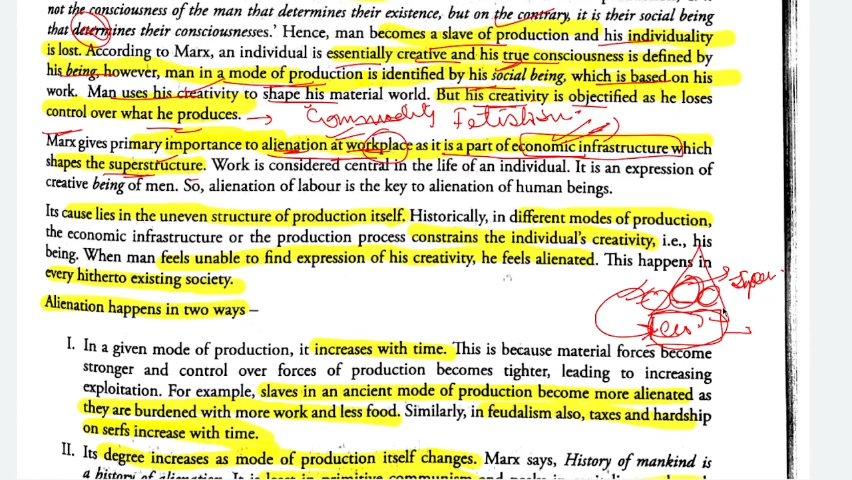 not the consciousness of the man that determines their existence, but on the contrary, it is their social being
that determines their consciousnesses.' Hence, man becomes a slave of production and his individuality
is lost. According to Marx, an individual is essentially creative and his true consciousness is defined by
his being, however, man in a mode of production is identified by his social being, which is based on his
work. Man uses his creativity to shape his material world. But his creativity is objectified as he loses
control over what he produces. → Commodity Fetishism
Marx gives primary importance to alienation at workplace as it is a part of economic infrastructure which
shapes the superstructure. Work is considered central in the life of an individual. It is an expression of
creative being of men. So, alienation of labour is the key to alienation of human beings.
Its cause lies in the uneven structure of production itself. Historically, in different modes of production,
the economic infrastructure or the production process constrains the individual's creativity, i.e., his
being. When man feels unable to find expression of his creativity, he feels alienated. This happens in
every hitherto existing society.
Alienation happens in two ways –
I. In a given mode of production, it increases with time. This is because material forces become
stronger and control over forces of production becomes tighter, leading to increasing
exploitation. For example, slaves in an ancient mode of production become more alienated as
they are burdened with more work and less food. Similarly, in feudalism also, taxes and hardship
on serfs increase with time.
II. Its degree increases as mode of production itself changes. Marx says, History of mankind is
a history of alienation. It is least in primitive communism and